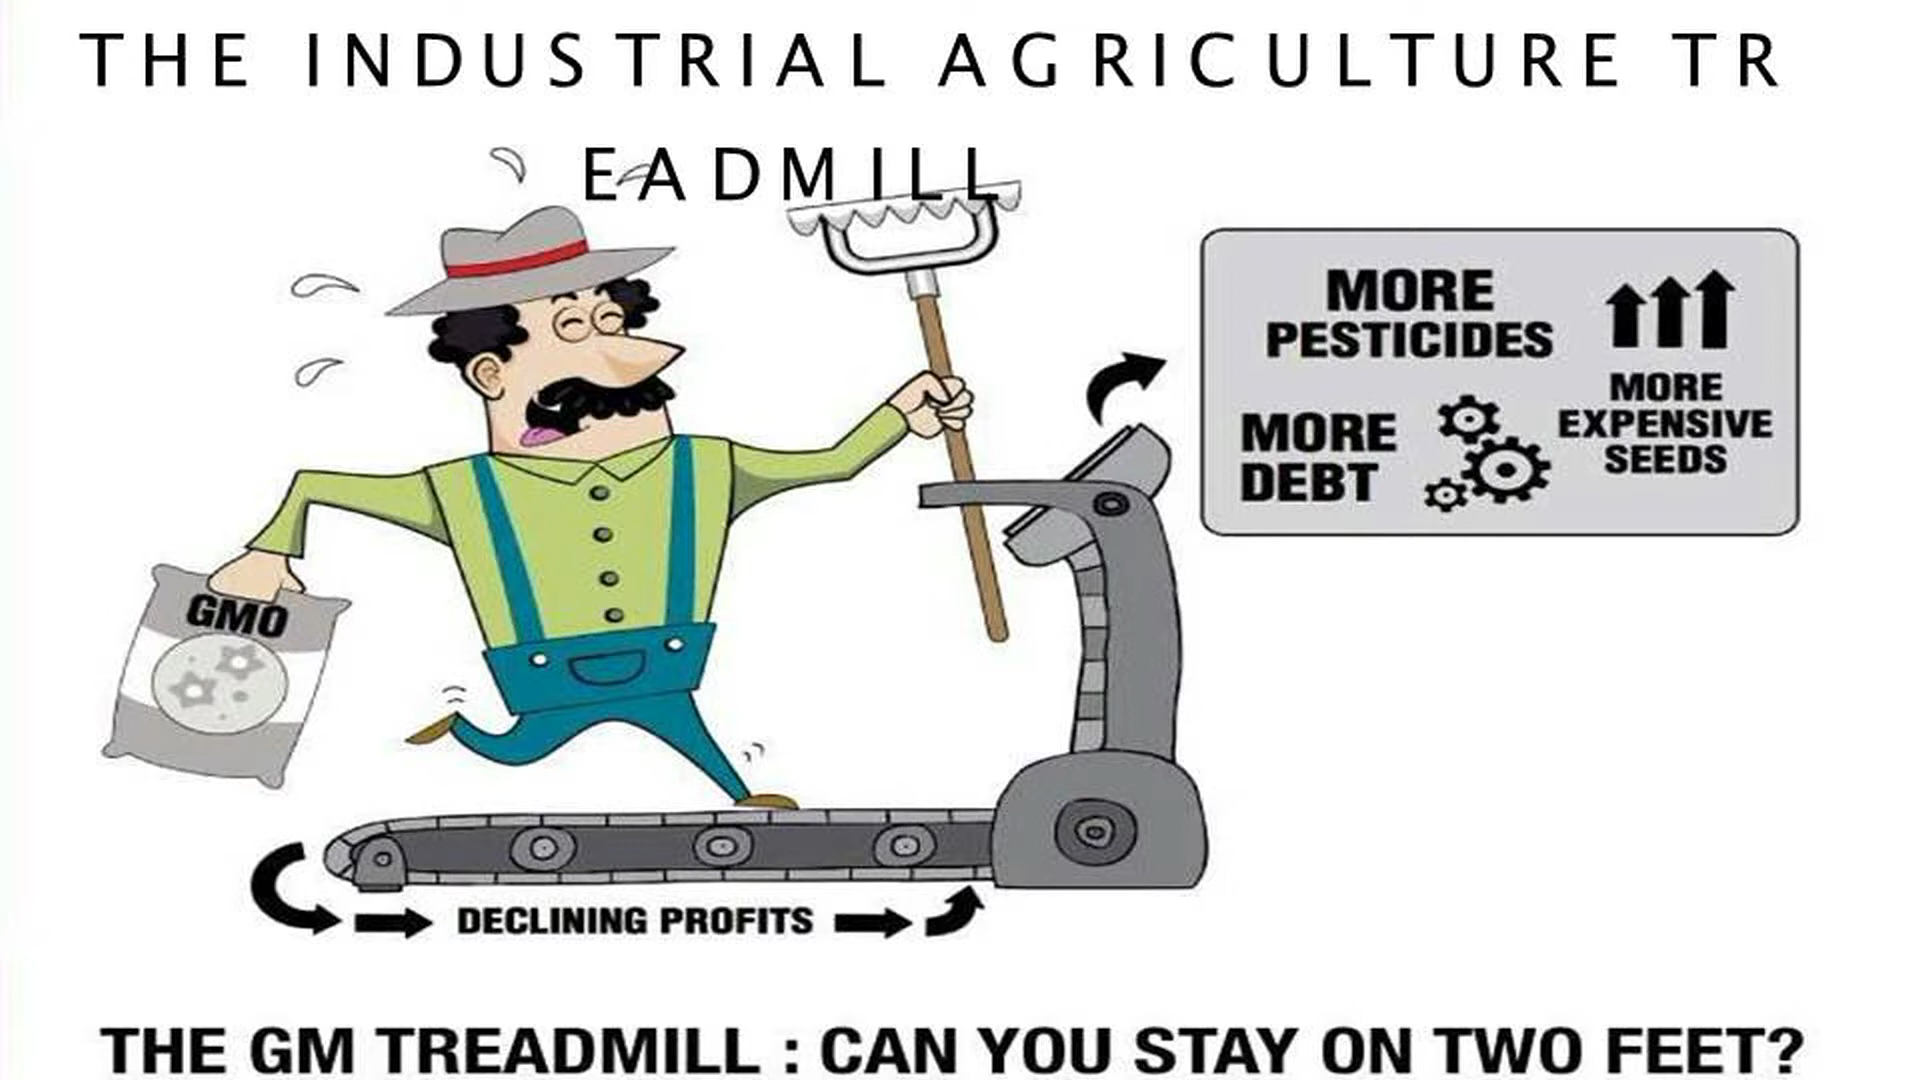 THE INDUSTRIAL AGRICULTURE TR
EADMILL
MORE
PESTICIDES
MORE
EXPENSIVE
SEEDS
MORE
DEBT
GMO
DECLINING PROFITS
THE GM TREADMILL : CAN YOU STAY ON TWO FEET?